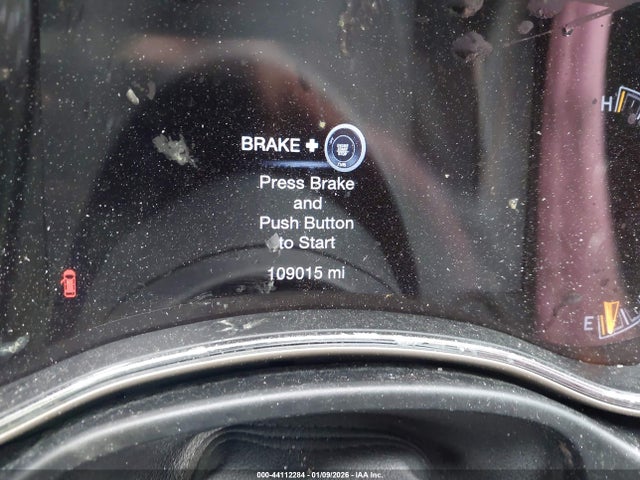 H
BRAKE +
Press Brake
and
Push Button
to Start
109015 mi
E
000-44112284 - 01/09/2026 - IAA Inc.